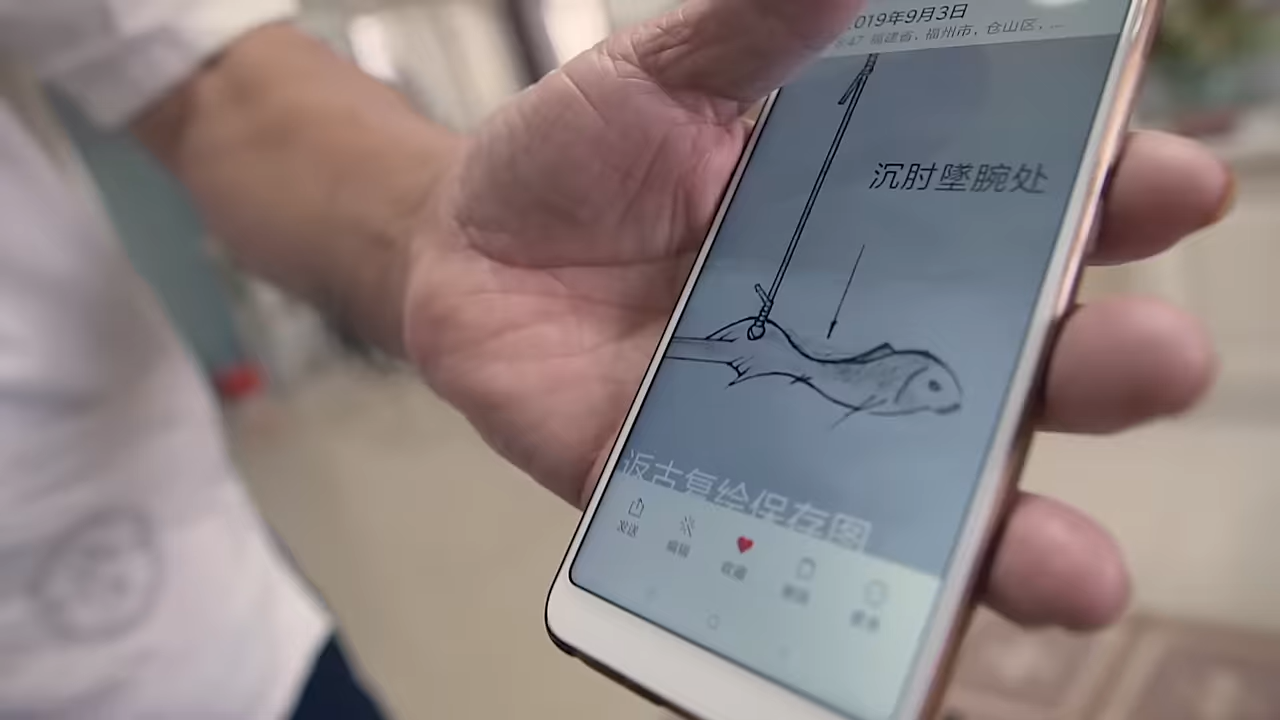 2019年9月3日
:47 福建省、福州市、仓山区、...
沉肘墜腕处
返古复绘保存图
发送 编辑 收藏 删除 更多